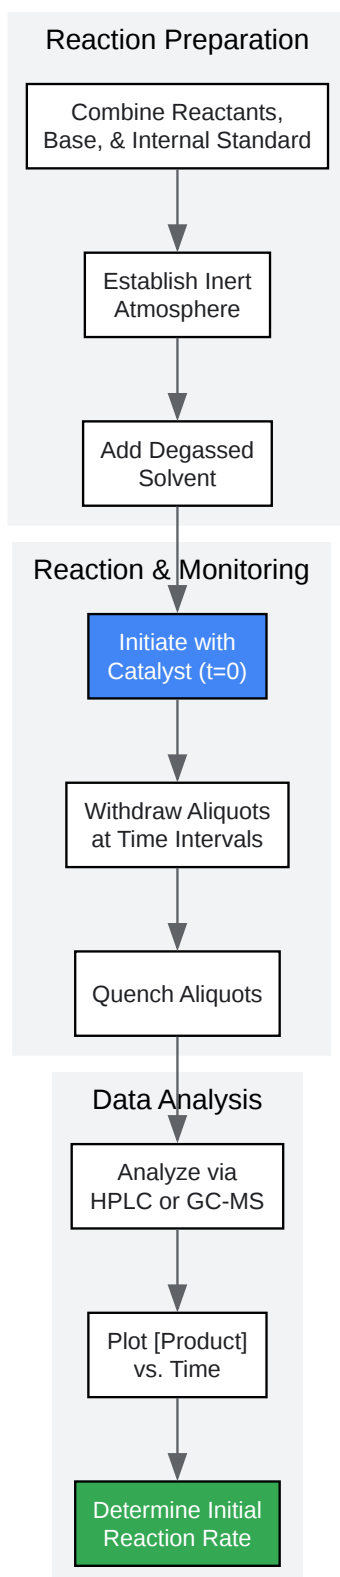 Reaction Preparation
Combine Reactants,
Base, & Internal Standard
Establish Inert
Atmosphere
Add Degassed
Solvent
Reaction & Monitoring
Initiate with
Catalyst (t=0)
Withdraw Aliquots
at Time Intervals
Quench Aliquots
Data Analysis
Analyze via
HPLC or GC-MS
Plot [Product]
vs. Time
Determine Initial
Reaction Rate